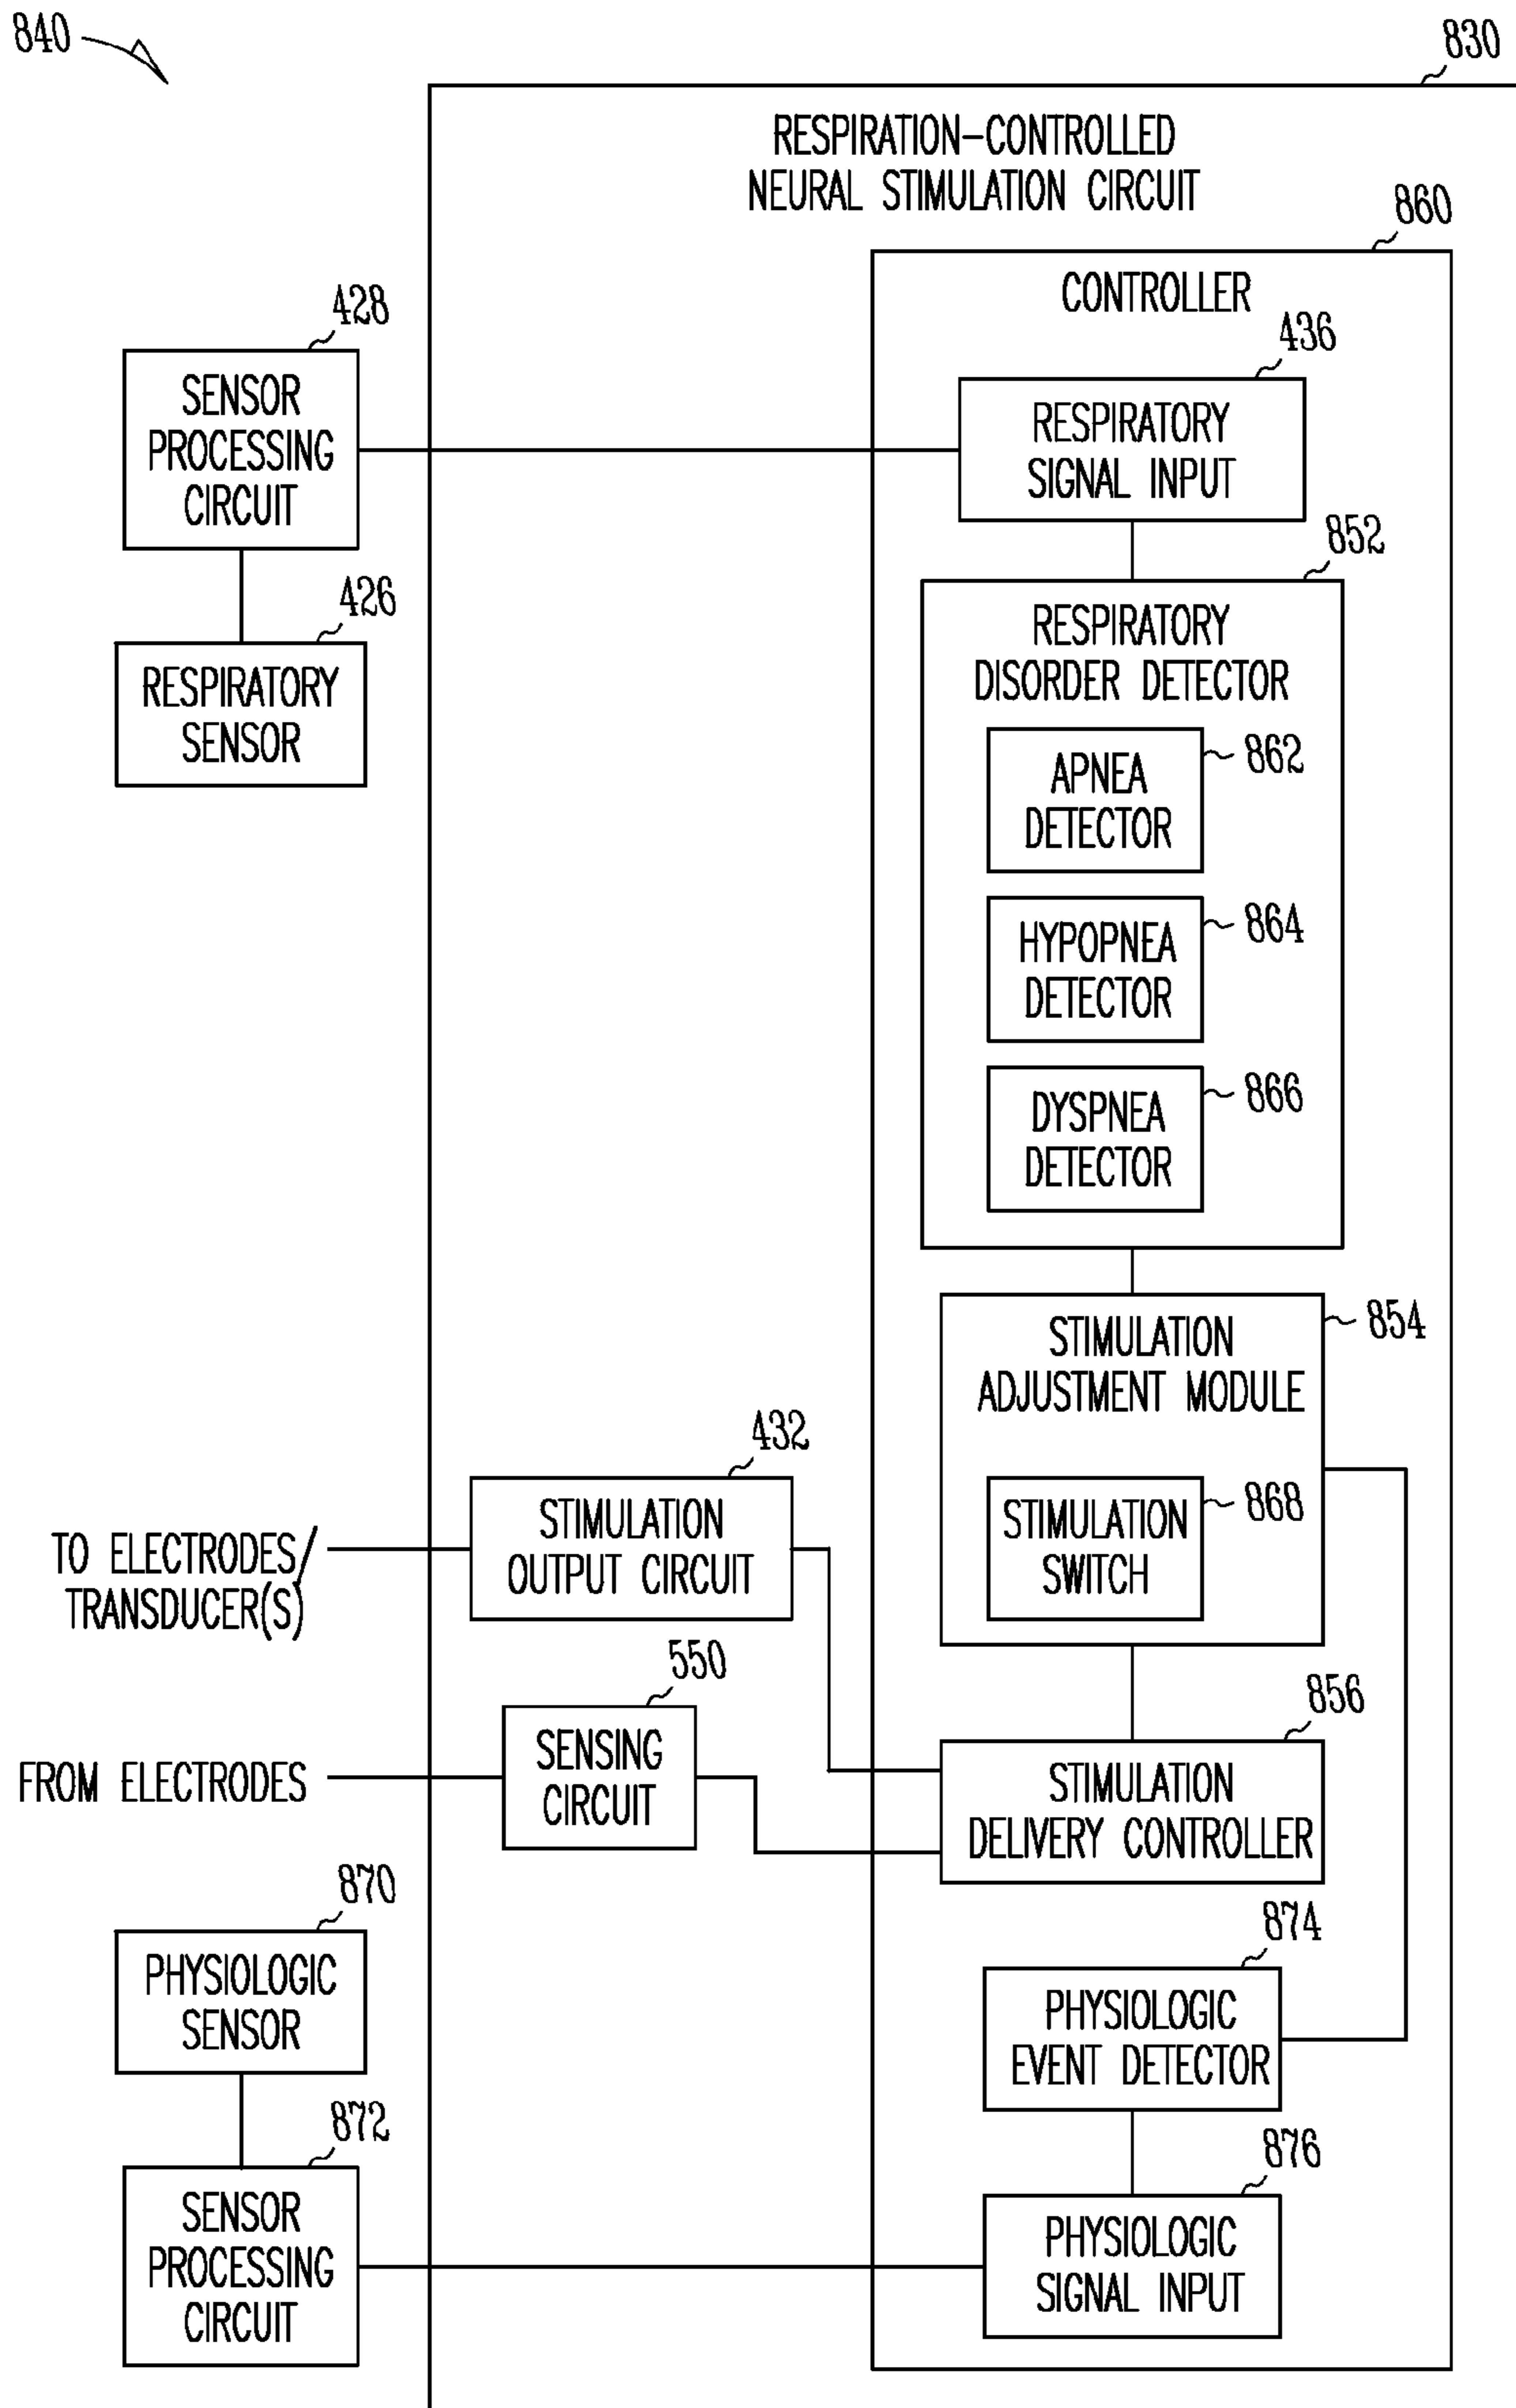 840
830
RESPIRATION-CONTROLLED
NEURAL STIMULATION CIRCUIT
860
CONTROLLER
428
SENSOR
PROCESSING
CIRCUIT
436
RESPIRATORY
SIGNAL INPUT
426
RESPIRATORY
SENSOR
852
RESPIRATORY
DISORDER DETECTOR
862
APNEA
DETECTOR
864
HYPOPNEA
DETECTOR
866
DYSPNEA
DETECTOR
854
STIMULATION
ADJUSTMENT MODULE
868
STIMULATION
SWITCH
432
STIMULATION
OUTPUT CIRCUIT
TO ELECTRODES/
TRANSDUCER(S)
550
SENSING
CIRCUIT
FROM ELECTRODES
856
STIMULATION
DELIVERY CONTROLLER
870
PHYSIOLOGIC
SENSOR
874
PHYSIOLOGIC
EVENT DETECTOR
872
SENSOR
PROCESSING
CIRCUIT
876
PHYSIOLOGIC
SIGNAL INPUT